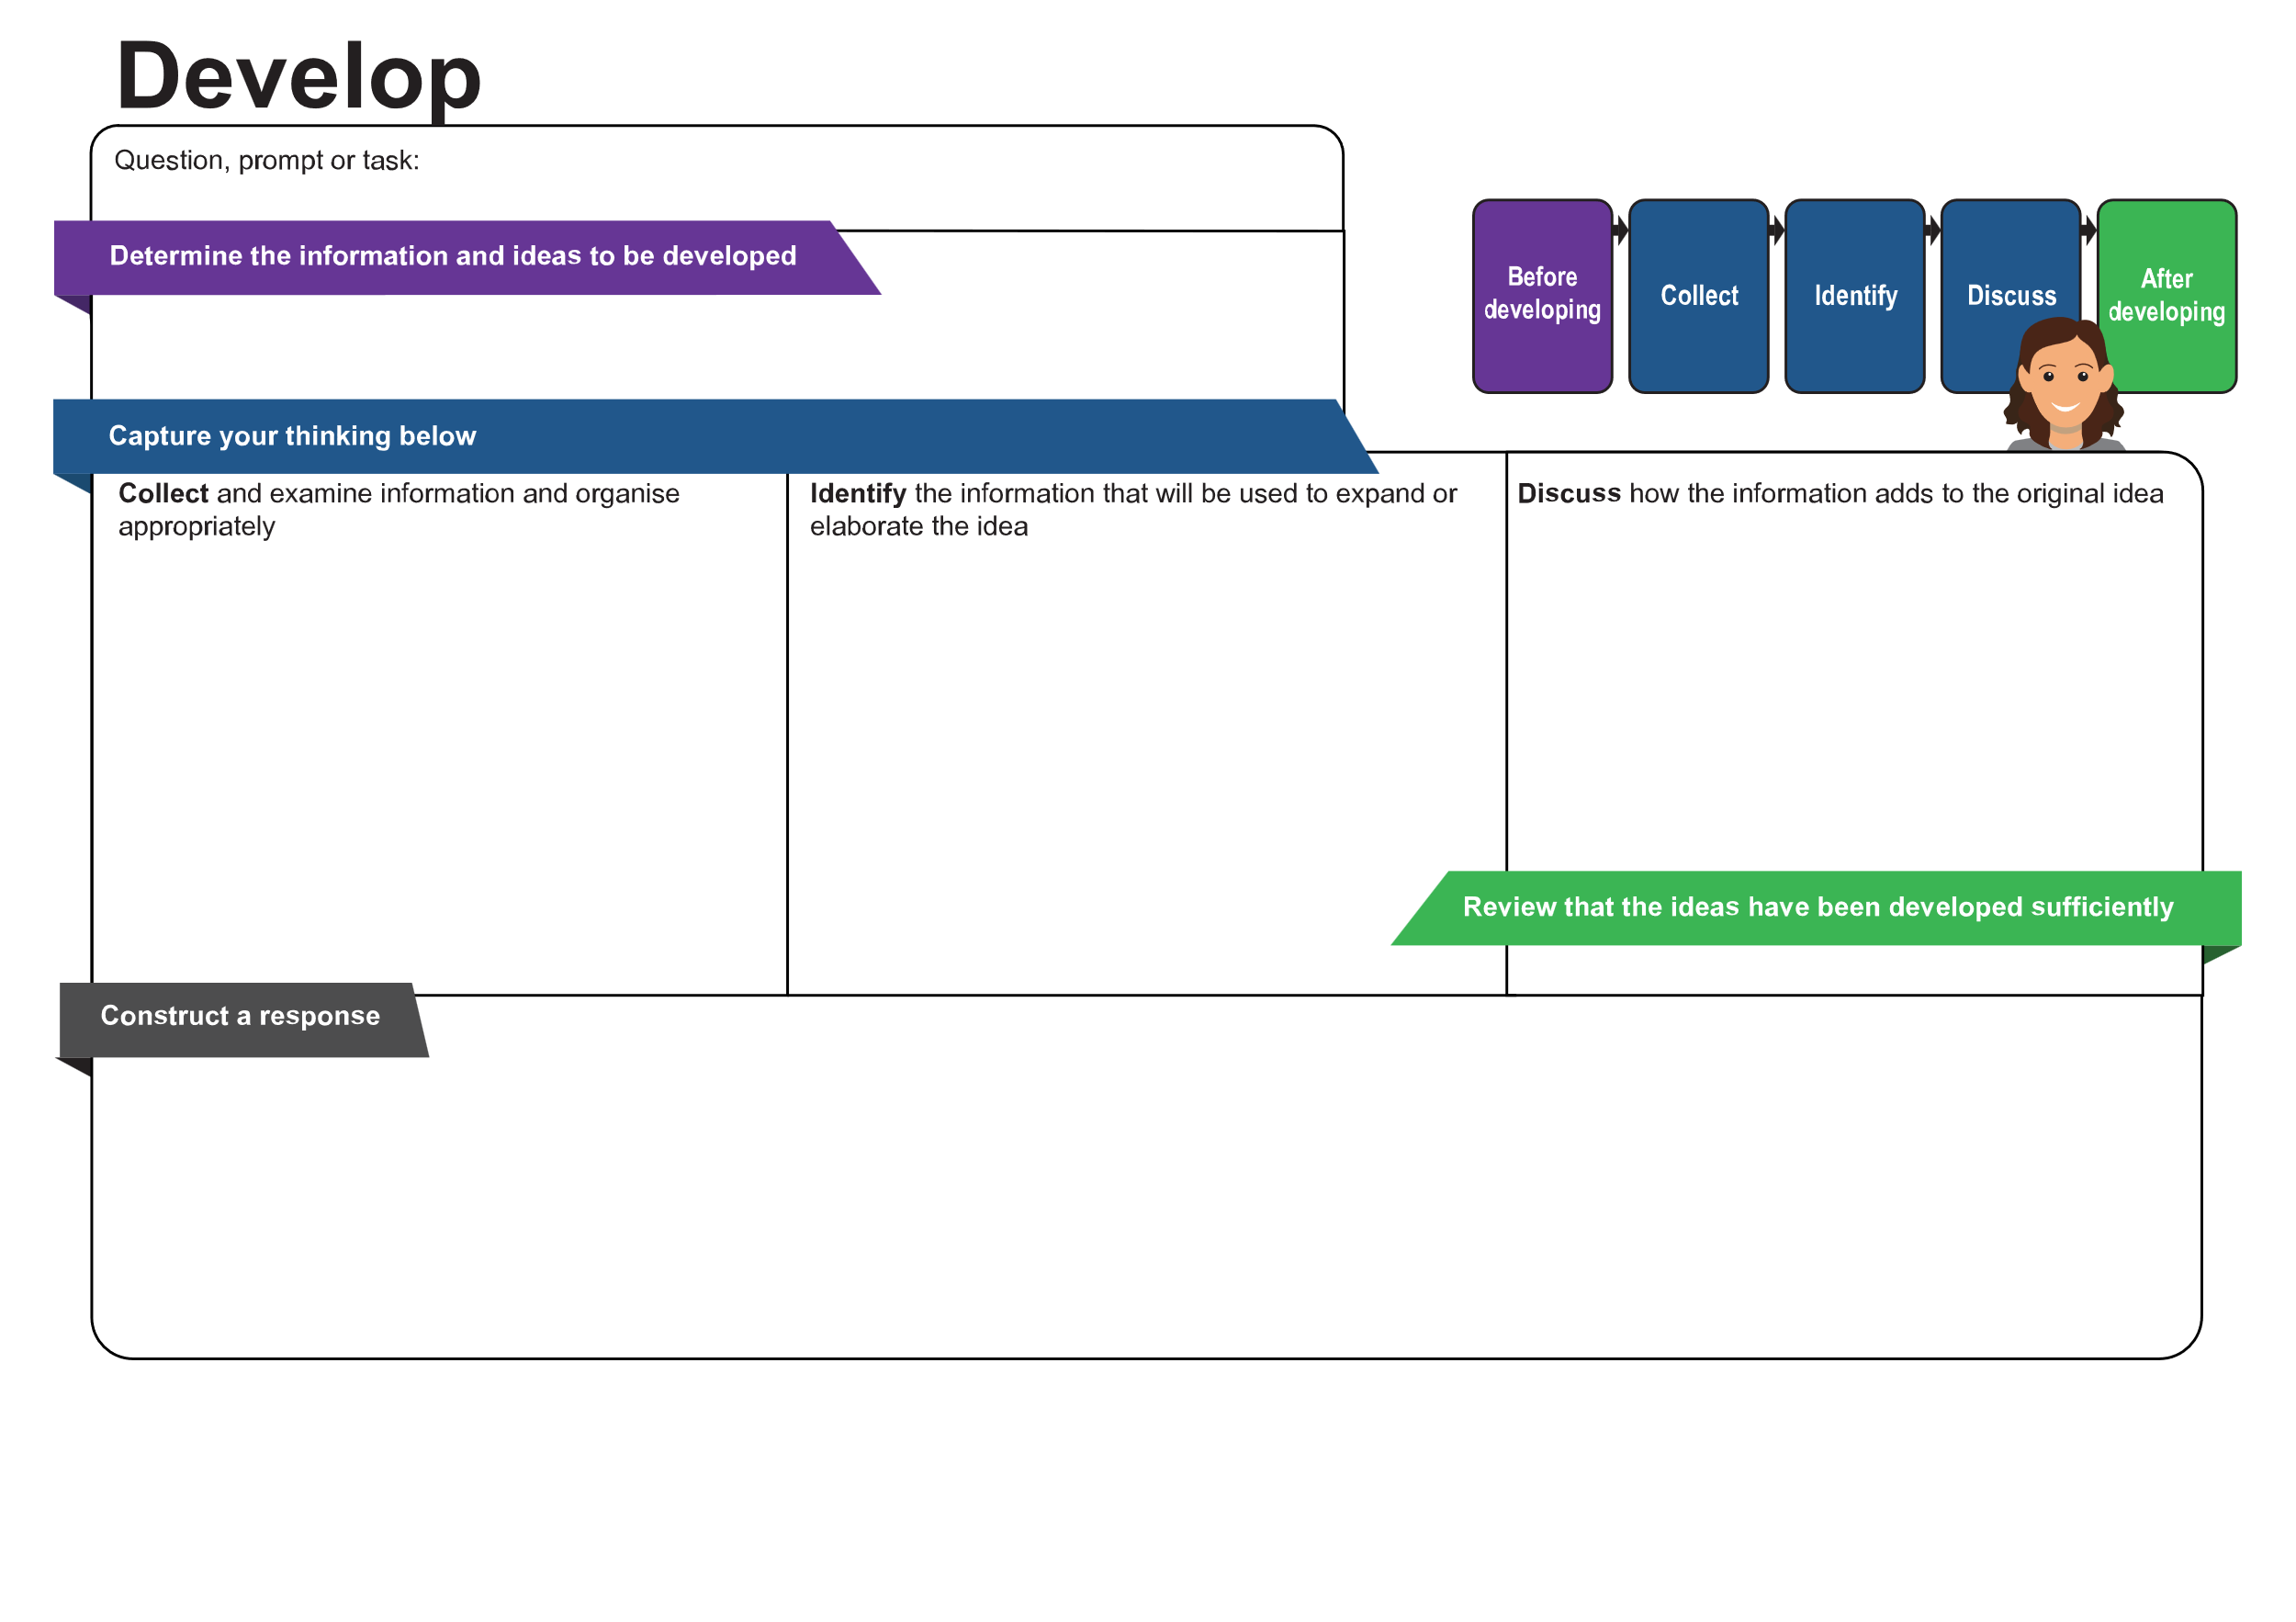 Develop
Question, prompt or task:
Determine the information and ideas to be developed
Before
developing
Collect
Identify
Discuss
After
developing
Capture your thinking below
Collect and examine information and organise
appropriately
Identify the information that will be used to expand or
elaborate the idea
Discuss how the information adds to the original idea
Review that the ideas have been developed sufficiently
Construct a response